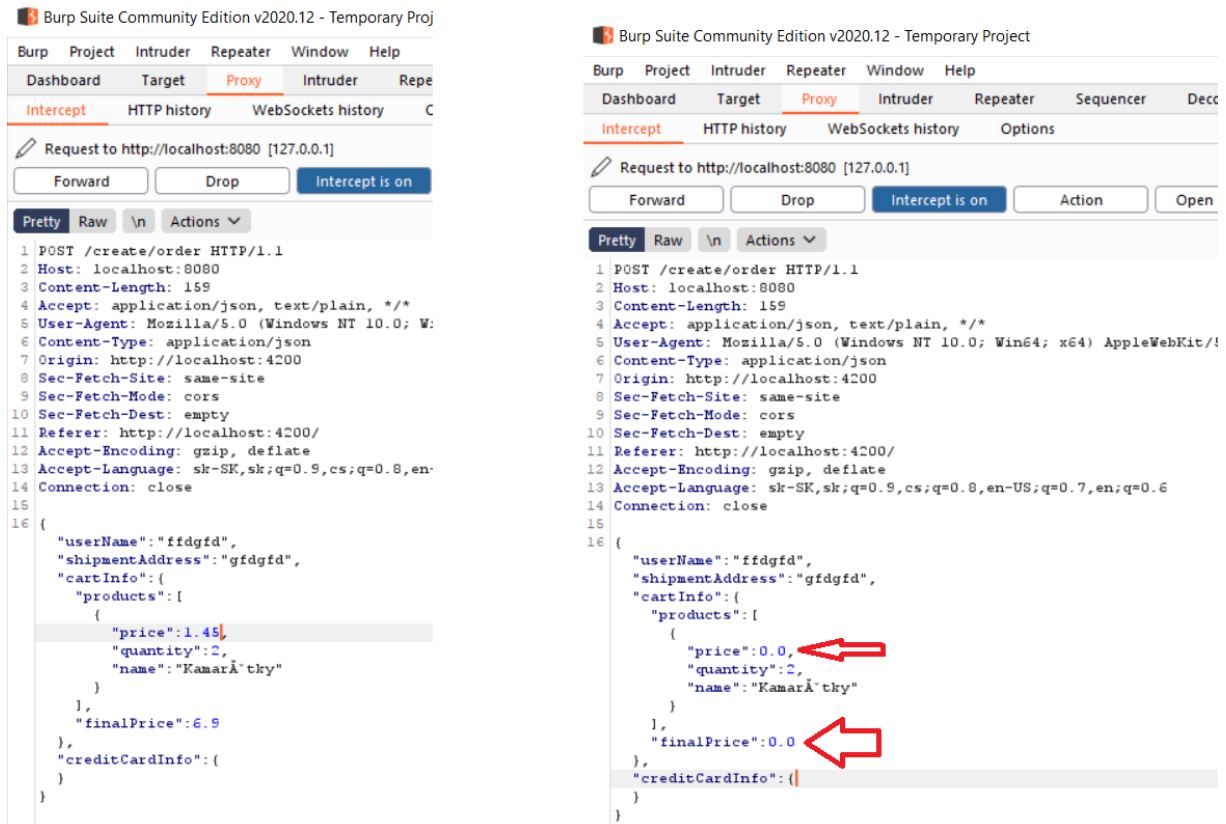 Burp Suite Community Edition v2020.12 - Temporary Proj
Burp Project Intruder Repeater Window Help
Dashboard Target Proxy Intruder Repe
Intercept HTTP history WebSockets history
Request to http://localhost:8080 [127.0.0.1]
Forward Drop Intercept is on
Pretty Raw \n Actions
1 POST /create/order HTTP/1.1
2 Host: localhost:8080
3 Content-Length: 159
4 Accept: application/json, text/plain, */*
5 User-Agent: Mozilla/5.0 (Windows NT 10.0; Wi
6 Content-Type: application/json
7 Origin: http://localhost:4200
8 Sec-Fetch-Site: same-site
9 Sec-Fetch-Mode: cors
10 Sec-Fetch-Dest: empty
11 Referer: http://localhost:4200/
12 Accept-Encoding: gzip, deflate
13 Accept-Language: sk-SK,sk;q=0.9,cs;q=0.8,en-
14 Connection: close
15
16 {
"userName":"ffdgfd",
"shipmentAddress":"gfdgfd",
"cartInfo":{
"products":[
{
"price":1.45,
"quantity":2,
"name":"KamarĂˇtky"
}
],
"finalPrice":6.9
},
"creditCardInfo":{
}
}
Burp Suite Community Edition v2020.12 - Temporary Project
Burp Project Intruder Repeater Window Help
Dashboard Target Proxy Intruder Repeater Sequencer Deco
Intercept HTTP history WebSockets history Options
Request to http://localhost:8080 [127.0.0.1]
Forward Drop Intercept is on Action Open
Pretty Raw \n Actions
1 POST /create/order HTTP/1.1
2 Host: localhost:8080
3 Content-Length: 159
4 Accept: application/json, text/plain, */*
5 User-Agent: Mozilla/5.0 (Windows NT 10.0; Win64; x64) AppleWebKit/5
6 Content-Type: application/json
7 Origin: http://localhost:4200
8 Sec-Fetch-Site: same-site
9 Sec-Fetch-Mode: cors
10 Sec-Fetch-Dest: empty
11 Referer: http://localhost:4200/
12 Accept-Encoding: gzip, deflate
13 Accept-Language: sk-SK,sk;q=0.9,cs;q=0.8,en-US;q=0.7,en;q=0.6
14 Connection: close
15
16 {
"userName":"ffdgfd",
"shipmentAddress":"gfdgfd",
"cartInfo":{
"products":[
{
"price":0.0,
"quantity":2,
"name":"KamarĂˇtky"
}
],
"finalPrice":0.0
},
"creditCardInfo":{
}
}